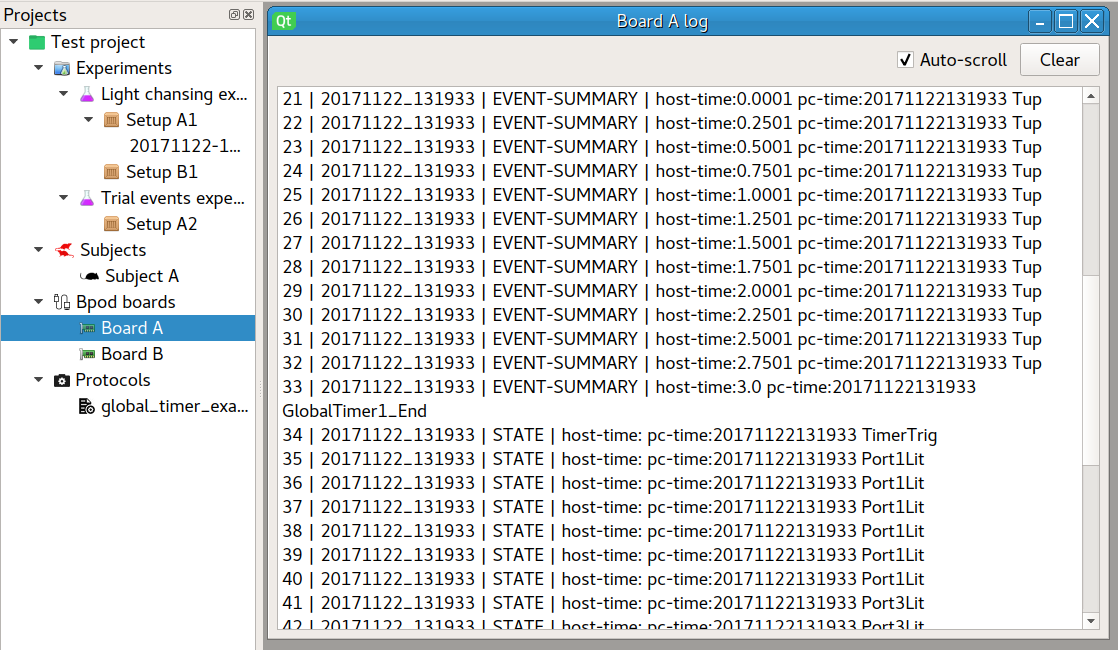 Projects
Test project
Experiments
Light chansing ex...
Setup A1
20171122-1...
Setup B1
Trial events expe...
Setup A2
Subjects
Subject A
Bpod boards
Board A
Board B
Protocols
global_timer_exa...
Qt
Board A log
Auto-scroll
Clear
21 | 20171122_131933 | EVENT-SUMMARY | host-time:0.0001 pc-time:20171122131933 Tup
22 | 20171122_131933 | EVENT-SUMMARY | host-time:0.2501 pc-time:20171122131933 Tup
23 | 20171122_131933 | EVENT-SUMMARY | host-time:0.5001 pc-time:20171122131933 Tup
24 | 20171122_131933 | EVENT-SUMMARY | host-time:0.7501 pc-time:20171122131933 Tup
25 | 20171122_131933 | EVENT-SUMMARY | host-time:1.0001 pc-time:20171122131933 Tup
26 | 20171122_131933 | EVENT-SUMMARY | host-time:1.2501 pc-time:20171122131933 Tup
27 | 20171122_131933 | EVENT-SUMMARY | host-time:1.5001 pc-time:20171122131933 Tup
28 | 20171122_131933 | EVENT-SUMMARY | host-time:1.7501 pc-time:20171122131933 Tup
29 | 20171122_131933 | EVENT-SUMMARY | host-time:2.0001 pc-time:20171122131933 Tup
30 | 20171122_131933 | EVENT-SUMMARY | host-time:2.2501 pc-time:20171122131933 Tup
31 | 20171122_131933 | EVENT-SUMMARY | host-time:2.5001 pc-time:20171122131933 Tup
32 | 20171122_131933 | EVENT-SUMMARY | host-time:2.7501 pc-time:20171122131933 Tup
33 | 20171122_131933 | EVENT-SUMMARY | host-time:3.0 pc-time:20171122131933
GlobalTimer1_End
34 | 20171122_131933 | STATE | host-time: pc-time:20171122131933 TimerTrig
35 | 20171122_131933 | STATE | host-time: pc-time:20171122131933 Port1Lit
36 | 20171122_131933 | STATE | host-time: pc-time:20171122131933 Port1Lit
37 | 20171122_131933 | STATE | host-time: pc-time:20171122131933 Port1Lit
38 | 20171122_131933 | STATE | host-time: pc-time:20171122131933 Port1Lit
39 | 20171122_131933 | STATE | host-time: pc-time:20171122131933 Port1Lit
40 | 20171122_131933 | STATE | host-time: pc-time:20171122131933 Port1Lit
41 | 20171122_131933 | STATE | host-time: pc-time:20171122131933 Port3Lit
42 | 20171122_131933 | STATE | host-time: pc-time:20171122131933 Port3Lit